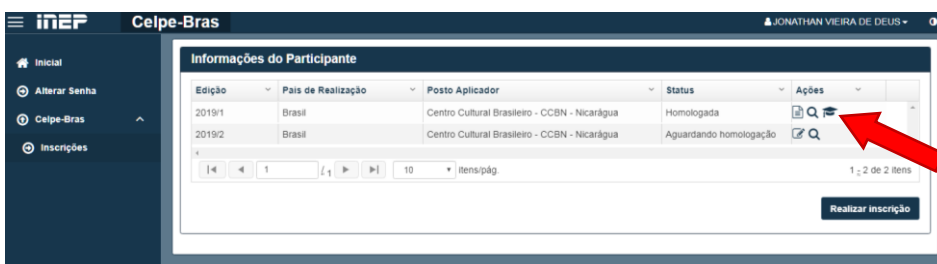 inep Celpe-Bras JONATHAN VIEIRA DE DEUS
Inicial
Alterar Senha
Celpe-Bras
Inscrições
Informações do Participante
Edição País de Realização Posto Aplicador Status Ações
2019/1 Brasil Centro Cultural Brasileiro - CCBN - Nicarágua Homologada
2019/2 Brasil Centro Cultural Brasileiro - CCBN - Nicarágua Aguardando homologação
1 10 itens/pág. 2 de 2 itens
Realizar inscrição